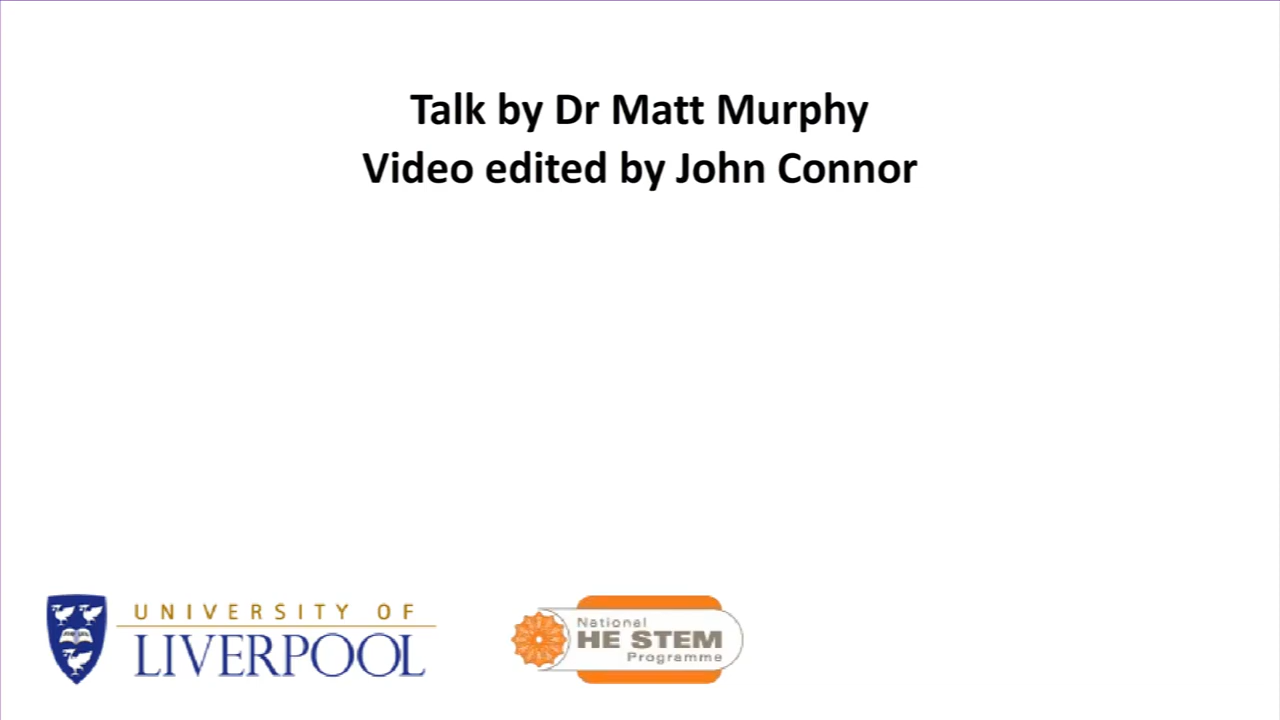 Talk by Dr Matt Murphy
Video edited by John Connor
UNIVERSITY OF
LIVERPOOL
National
HE STEM
Programme